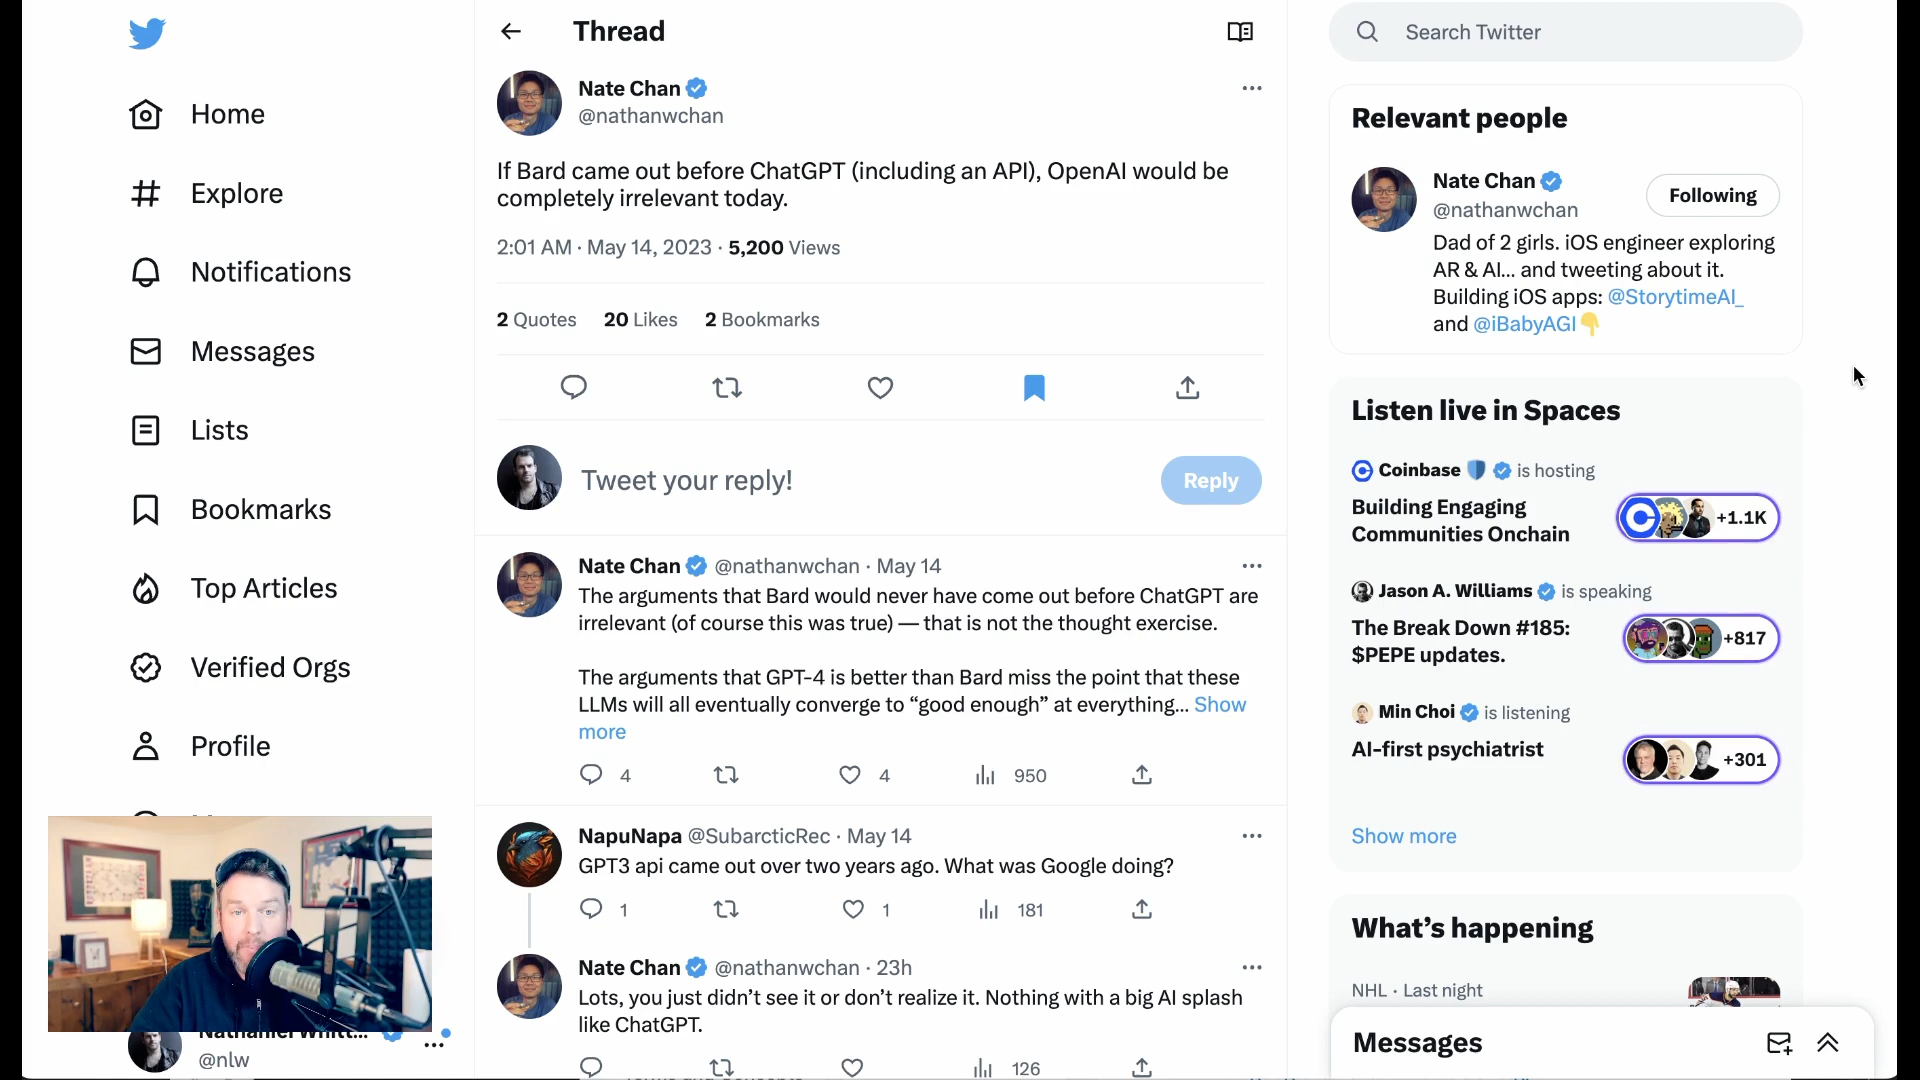 Home
Explore
Notifications
Messages
Lists
Bookmarks
Top Articles
Verified Orgs
Profile
@nlw
Thread
Nate Chan
@nathanwchan
If Bard came out before ChatGPT (including an API), OpenAI would be
completely irrelevant today.
2:01 AM · May 14, 2023 · 5,200 Views
2 Quotes 20 Likes 2 Bookmarks
Tweet your reply!
Reply
Nate Chan @nathanwchan · May 14
The arguments that Bard would never have come out before ChatGPT are
irrelevant (of course this was true) — that is not the thought exercise.
The arguments that GPT-4 is better than Bard miss the point that these
LLMs will all eventually converge to “good enough” at everything... Show
more
4 4 950
NapuNapa @SubarcticRec · May 14
GPT3 api came out over two years ago. What was Google doing?
1 1 181
Nate Chan @nathanwchan · 23h
Lots, you just didn’t see it or don’t realize it. Nothing with a big AI splash
like ChatGPT.
126
Search Twitter
Relevant people
Nate Chan
@nathanwchan
Following
Dad of 2 girls. iOS engineer exploring
AR & AI... and tweeting about it.
Building iOS apps: @StorytimeAI_
and @iBabyAGI👇
Listen live in Spaces
Coinbase is hosting
Building Engaging
Communities Onchain
+1.1K
Jason A. Williams is speaking
The Break Down #185:
$PEPE updates.
+817
Min Choi is listening
AI-first psychiatrist
+301
Show more
What’s happening
NHL · Last night
Messages